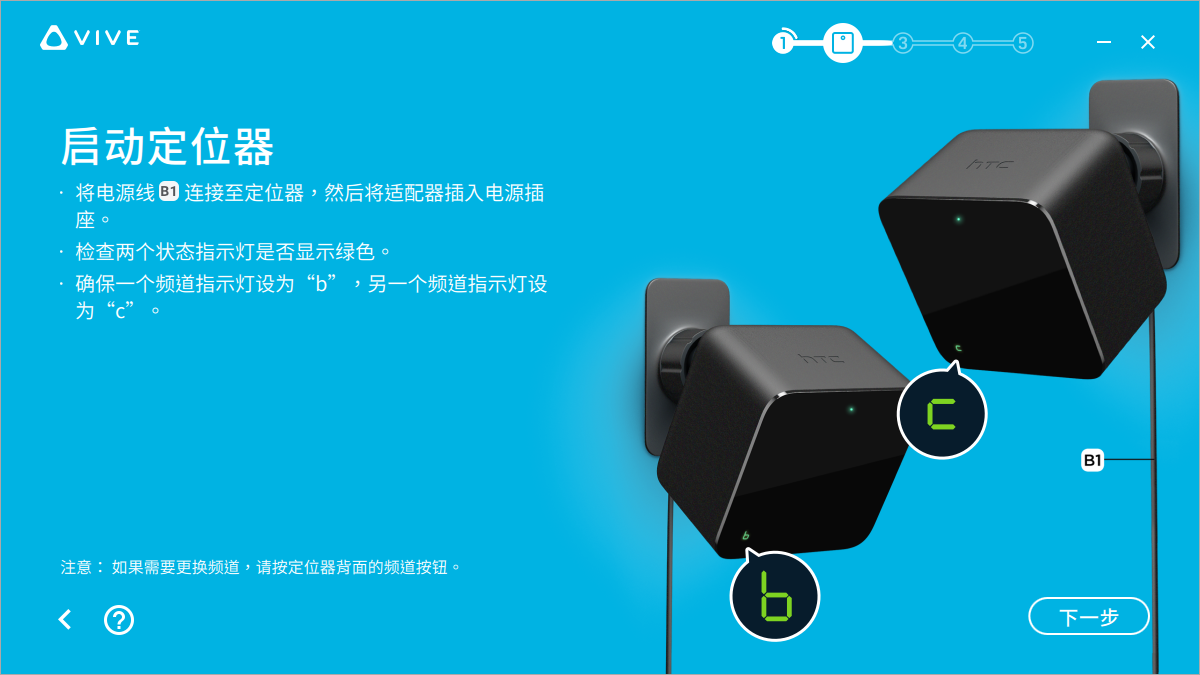 VIVE
1 3 4 5
启动定位器
· 将电源线 B1 连接至定位器，然后将适配器插入电源插
座。
· 检查两个状态指示灯是否显示绿色。
· 确保一个频道指示灯设为“b”，另一个频道指示灯设
为“c”。
hTC
c
c
hTC
B1
b
b
注意： 如果需要更换频道，请按定位器背面的频道按钮。
?
下一步